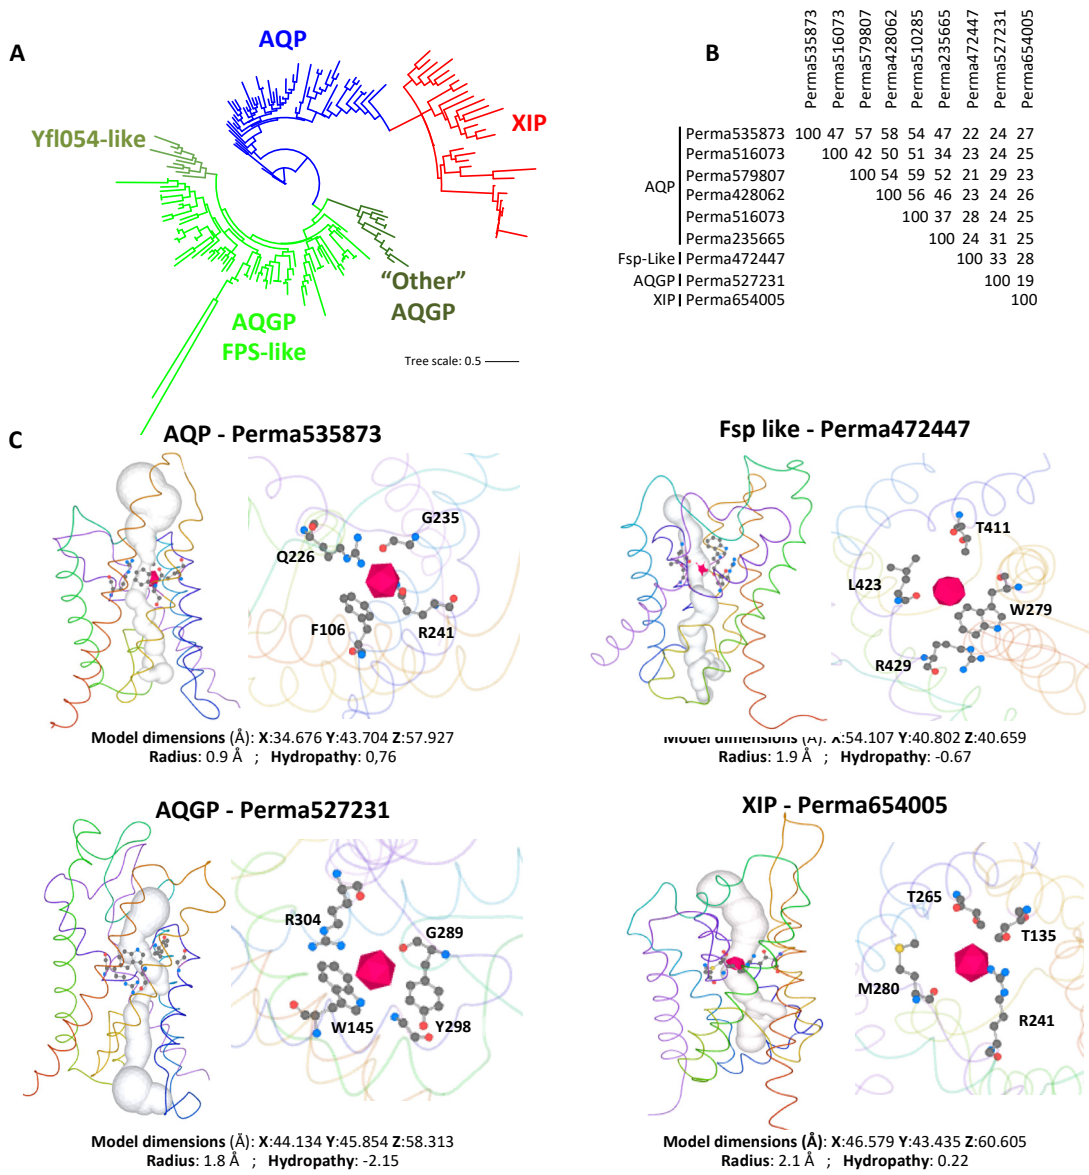 A
AQP
XIP
Yfl054-like
"Other"
AQGP
AQGP
FPS-like
Tree scale: 0.5
B
Perma535873
Perma516073
Perma579807
Perma428062
Perma510285
Perma235665
Perma472447
Perma527231
Perma654005
Perma535873 100 47 57 58 54 47 22 24 27
Perma516073 100 42 50 51 34 23 24 25
Perma579807 100 54 59 52 21 29 23
AQP
Perma428062 100 56 46 23 24 26
Perma516073 100 37 28 24 25
Perma235665 100 24 31 25
Fsp-Like Perma472447 100 33 28
AQGP Perma527231 100 19
XIP Perma654005 100
C
AQP - Perma535873
G235
Q226
F106
R241
Model dimensions (Å): X:34.676 Y:43.704 Z:57.927
Radius: 0.9 Å ; Hydropathy: 0,76
Fsp like - Perma472447
T411
L423
W279
R429
Model dimensions (Å): X:54.107 Y:40.802 Z:40.659
Radius: 1.9 Å ; Hydropathy: -0.67
AQGP - Perma527231
R304
G289
W145
Y298
Model dimensions (Å): X:44.134 Y:45.854 Z:58.313
Radius: 1.8 Å ; Hydropathy: -2.15
XIP - Perma654005
T265
T135
M280
R241
Model dimensions (Å): X:46.579 Y:43.435 Z:60.605
Radius: 2.1 Å ; Hydropathy: 0.22